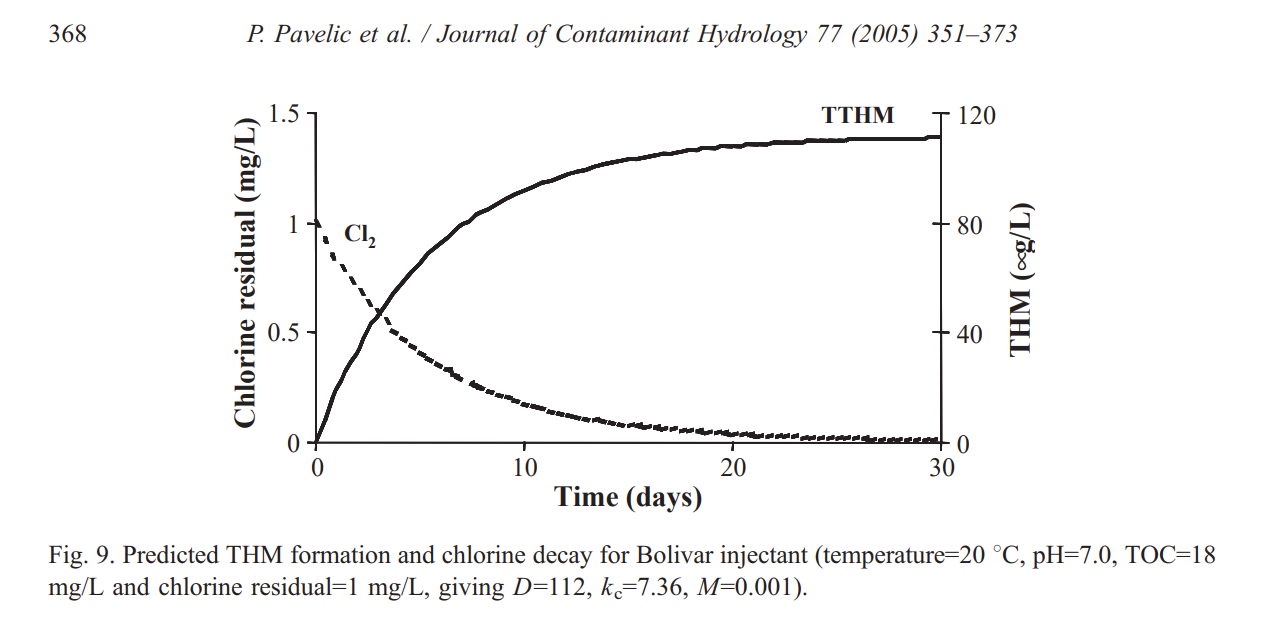 368
P. Pavelic et al. / Journal of Contaminant Hydrology 77 (2005) 351–373
1.5
TTHM
120
Chlorine residual (mg/L)
1
Cl₂
80
THM (∞g/L)
0.5
40
0
0
0
10
20
30
Time (days)
Fig. 9. Predicted THM formation and chlorine decay for Bolivar injectant (temperature=20 °C, pH=7.0, TOC=18
mg/L and chlorine residual=1 mg/L, giving D=112, k_c=7.36, M=0.001).